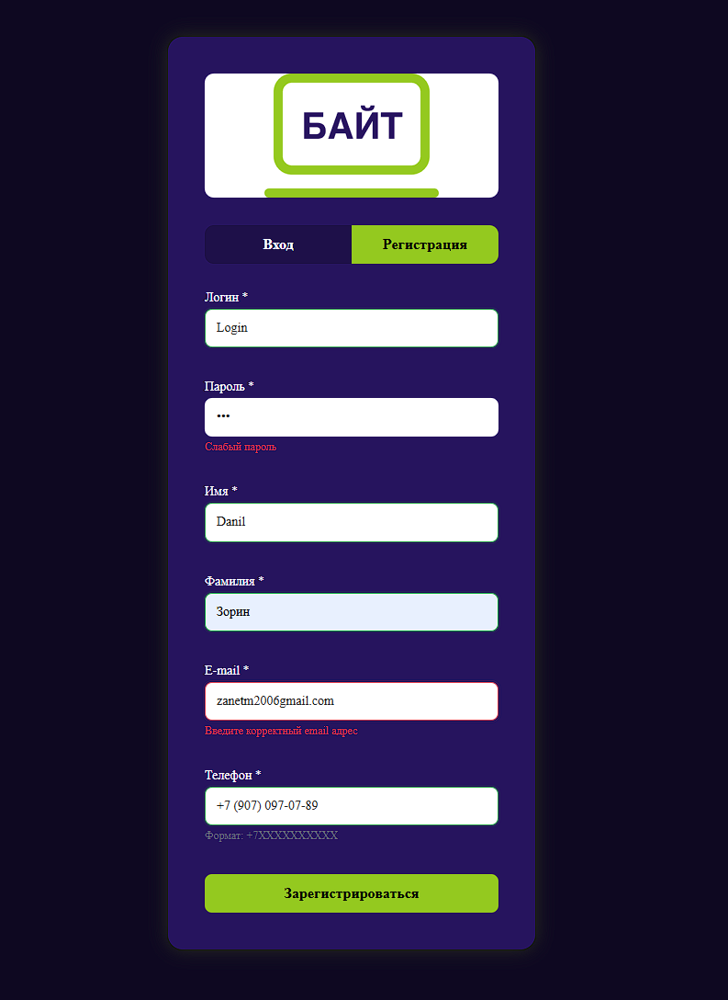 БАЙТ
Вход Регистрация
Логин *
Login
Пароль *
•••
Слабый пароль
Имя *
Danil
Фамилия *
Зорин
E-mail *
zanetm2006gmail.com
Введите корректный email адрес
Телефон *
+7 (907) 097-07-89
Формат: +7XXXXXXXXXX
Зарегистрироваться